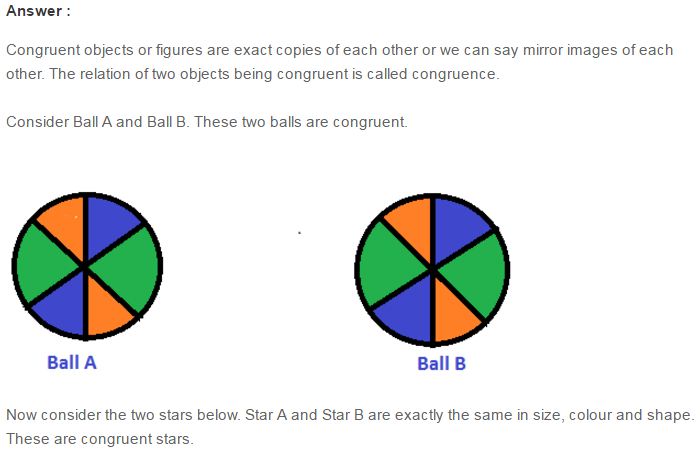 Answer :
Congruent objects or figures are exact copies of each other or we can say mirror images of each
other. The relation of two objects being congruent is called congruence.
Consider Ball A and Ball B. These two balls are congruent.
Ball A
Ball B
Now consider the two stars below. Star A and Star B are exactly the same in size, colour and shape.
These are congruent stars.